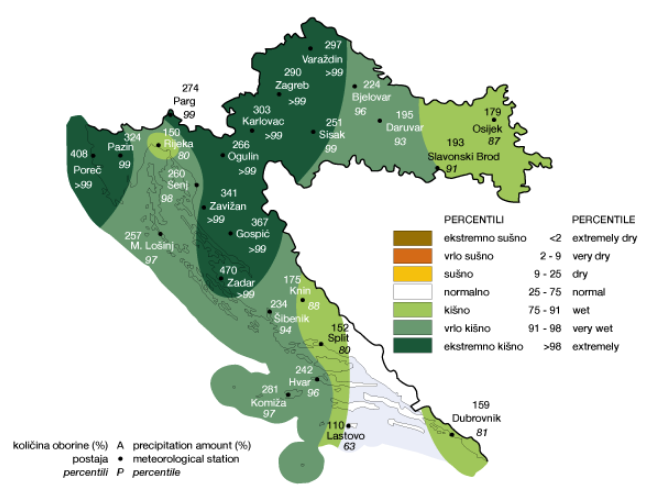 297
Varaždin
>99
290
Zagreb
>99
224
Bjelovar
96
274
Parg
99
303
Karlovac
>99
251
Sisak
99
195
Daruvar
93
179
Osijek
87
193
Slavonski Brod
91
324
Pazin
99
150
Rijeka
80
408
Poreč
>99
266
Ogulin
>99
260
Senj
98
341
Zavižan
>99
367
Gospić
>99
257
M. Lošinj
97
470
Zadar
>99
175
Knin
88
234
Šibenik
94
152
Split
80
242
Hvar
96
281
Komiža
97
110
Lastovo
63
159
Dubrovnik
81
PERCENTILI PERCENTILE
ekstremno sušno <2 extremely dry
vrlo sušno 2 - 9 very dry
sušno 9 - 25 dry
normalno 25 - 75 normal
kišno 75 - 91 wet
vrlo kišno 91 - 98 very wet
ekstremno kišno >98 extremely
količina oborine (%) A precipitation amount (%)
postaja meteorological station
percentili P percentile